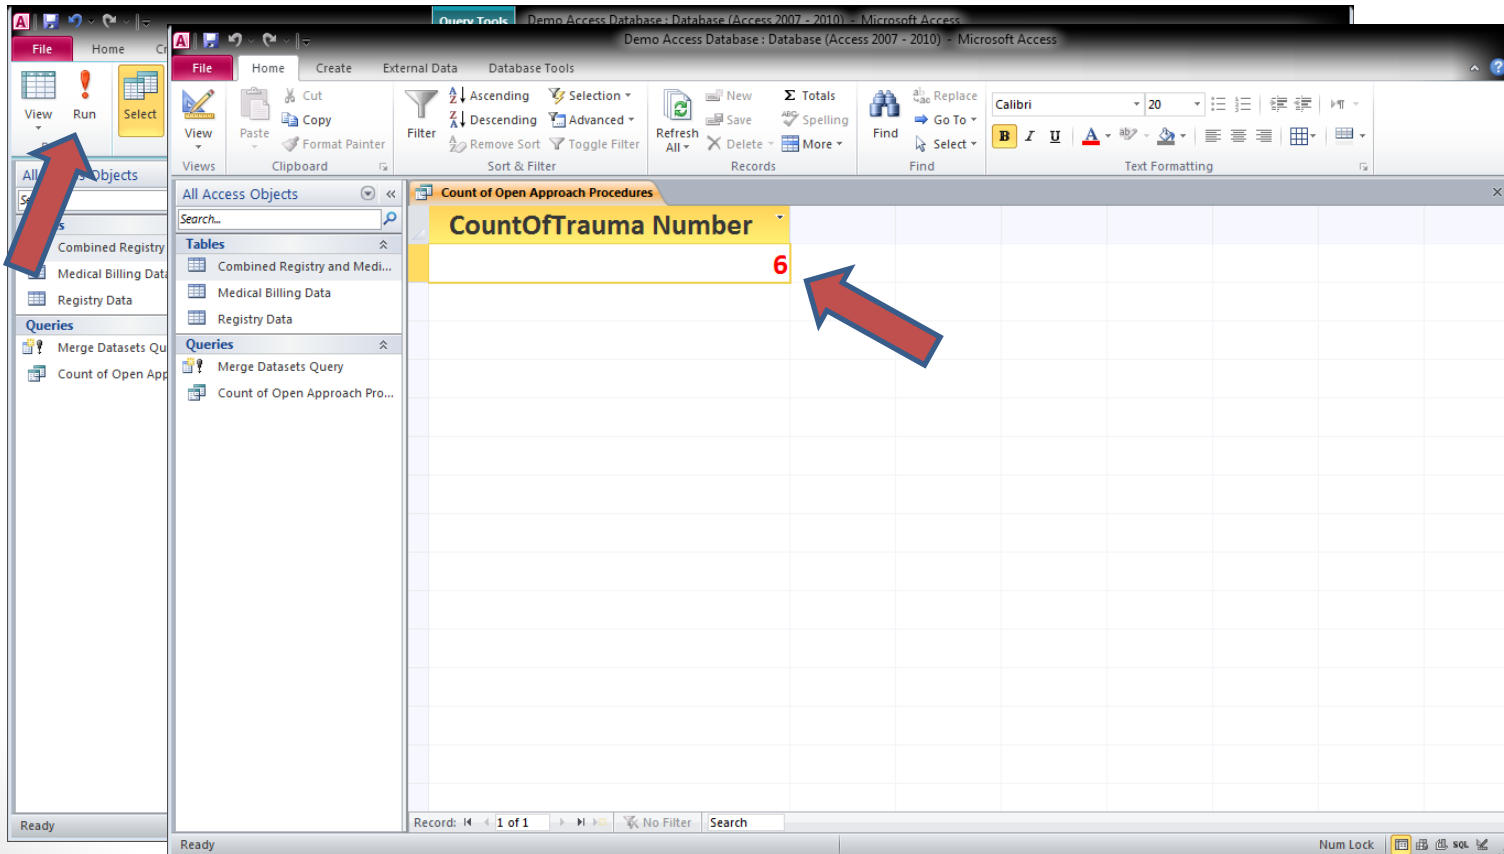 Query Tools Demo Access Database : Database (Access 2007 - 2010) - Microsoft Access
File Home Cr
View Run Select
All Objects
Combined Registry
Medical Billing Data
Registry Data
Queries
Merge Datasets Qu
Count of Open App
Ready
Demo Access Database : Database (Access 2007 - 2010) - Microsoft Access
File Home Create External Data Database Tools
View Paste Cut Copy Format Painter
Filter Ascending Descending Remove Sort Selection Advanced Toggle Filter
Refresh All New Save Delete Totals Spelling More
Find Replace Go To Select
Calibri 20
B I U A
Views Clipboard Sort & Filter Records Find Text Formatting
All Access Objects
Search...
Tables
Combined Registry and Medi...
Medical Billing Data
Registry Data
Queries
Merge Datasets Query
Count of Open Approach Pro...
Count of Open Approach Procedures
CountOfTrauma Number
6
Record: 1 of 1 No Filter Search
Ready Num Lock SQL